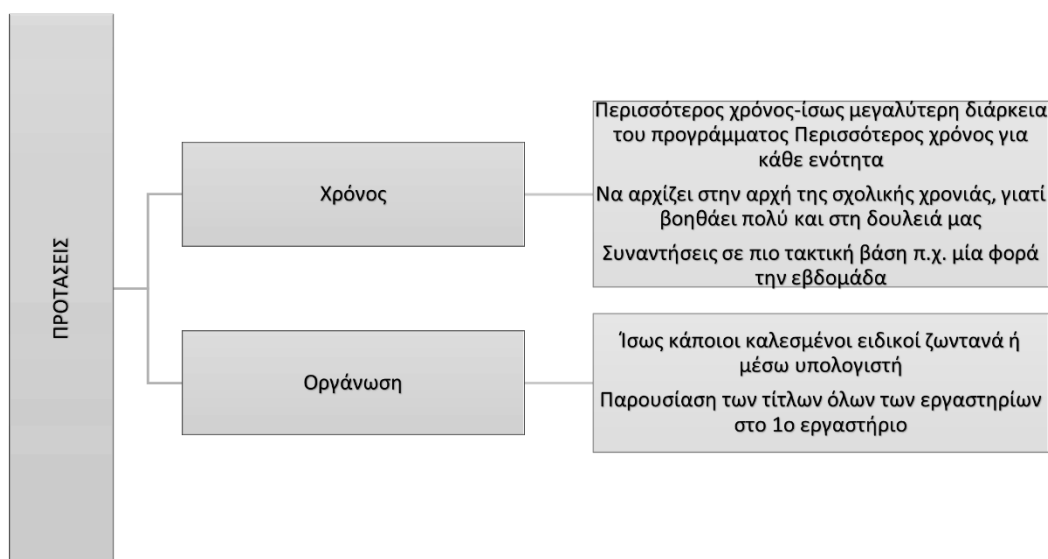 ΠΡΟΤΑΣΕΙΣ
Χρόνος
Περισσότερος χρόνος-ίσως μεγαλύτερη διάρκεια
του προγράμματος Περισσότερος χρόνος για
κάθε ενότητα
Να αρχίζει στην αρχή της σχολικής χρονιάς, γιατί
βοηθάει πολύ και στη δουλειά μας
Συναντήσεις σε πιο τακτική βάση π.χ. μία φορά
την εβδομάδα
Οργάνωση
Ίσως κάποιοι καλεσμένοι ειδικοί ζωντανά ή
μέσω υπολογιστή
Παρουσίαση των τίτλων όλων των εργαστηρίων
στο 1ο εργαστήριο